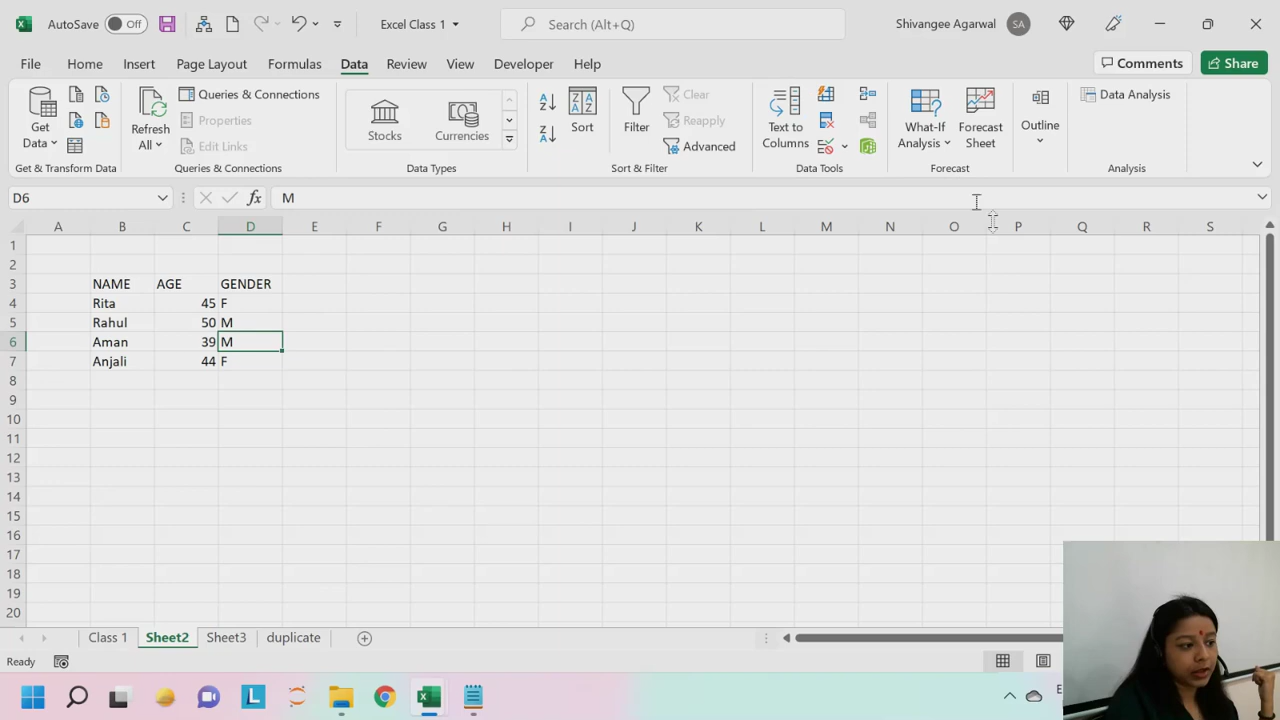 AutoSave Off Excel Class 1 Search (Alt+Q) Shivangee Agarwal SA
File Home Insert Page Layout Formulas Data Review View Developer Help Comments Share
Get Data Refresh All Queries & Connections Properties Edit Links Stocks Currencies Sort Filter Clear Reapply Advanced Text to Columns What-If Analysis Forecast Sheet Outline Data Analysis
Get & Transform Data Queries & Connections Data Types Sort & Filter Data Tools Forecast Analysis
D6 fx M
A B C D E F G H I J K L M N O P Q R S
1
2
3 NAME AGE GENDER
4 Rita 45 F
5 Rahul 50 M
6 Aman 39 M
7 Anjali 44 F
8
9
10
11
12
13
14
15
16
17
18
19
20
Class 1 Sheet2 Sheet3 duplicate
Ready